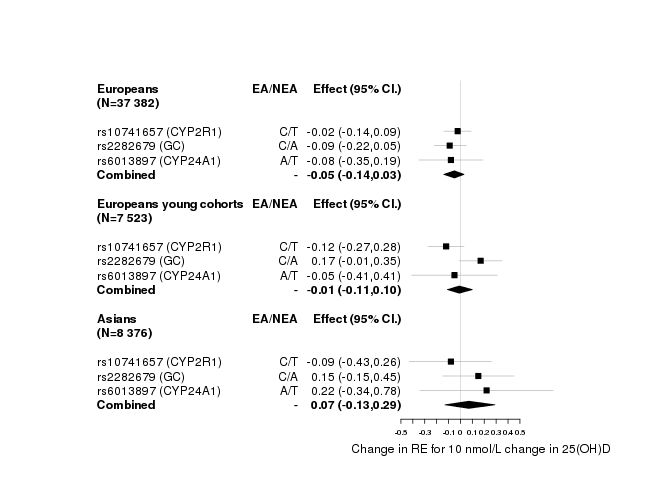 Europeans EA/NEA Effect (95% CI.)
(N=37 382)
rs10741657 (CYP2R1) C/T -0.02 (-0.14,0.09)
rs2282679 (GC) C/A -0.09 (-0.22,0.05)
rs6013897 (CYP24A1) A/T -0.08 (-0.35,0.19)
Combined - -0.05 (-0.14,0.03)
Europeans young cohorts EA/NEA Effect (95% CI.)
(N=7 523)
rs10741657 (CYP2R1) C/T -0.12 (-0.27,0.28)
rs2282679 (GC) C/A 0.17 (-0.01,0.35)
rs6013897 (CYP24A1) A/T -0.05 (-0.41,0.41)
Combined - -0.01 (-0.11,0.10)
Asians EA/NEA Effect (95% CI.)
(N=8 376)
rs10741657 (CYP2R1) C/T -0.09 (-0.43,0.26)
rs2282679 (GC) C/A 0.15 (-0.15,0.45)
rs6013897 (CYP24A1) A/T 0.22 (-0.34,0.78)
Combined - 0.07 (-0.13,0.29)
-0.5 -0.3 -0.1 0 0.1 0.2 0.3 0.4 0.5
Change in RE for 10 nmol/L change in 25(OH)D